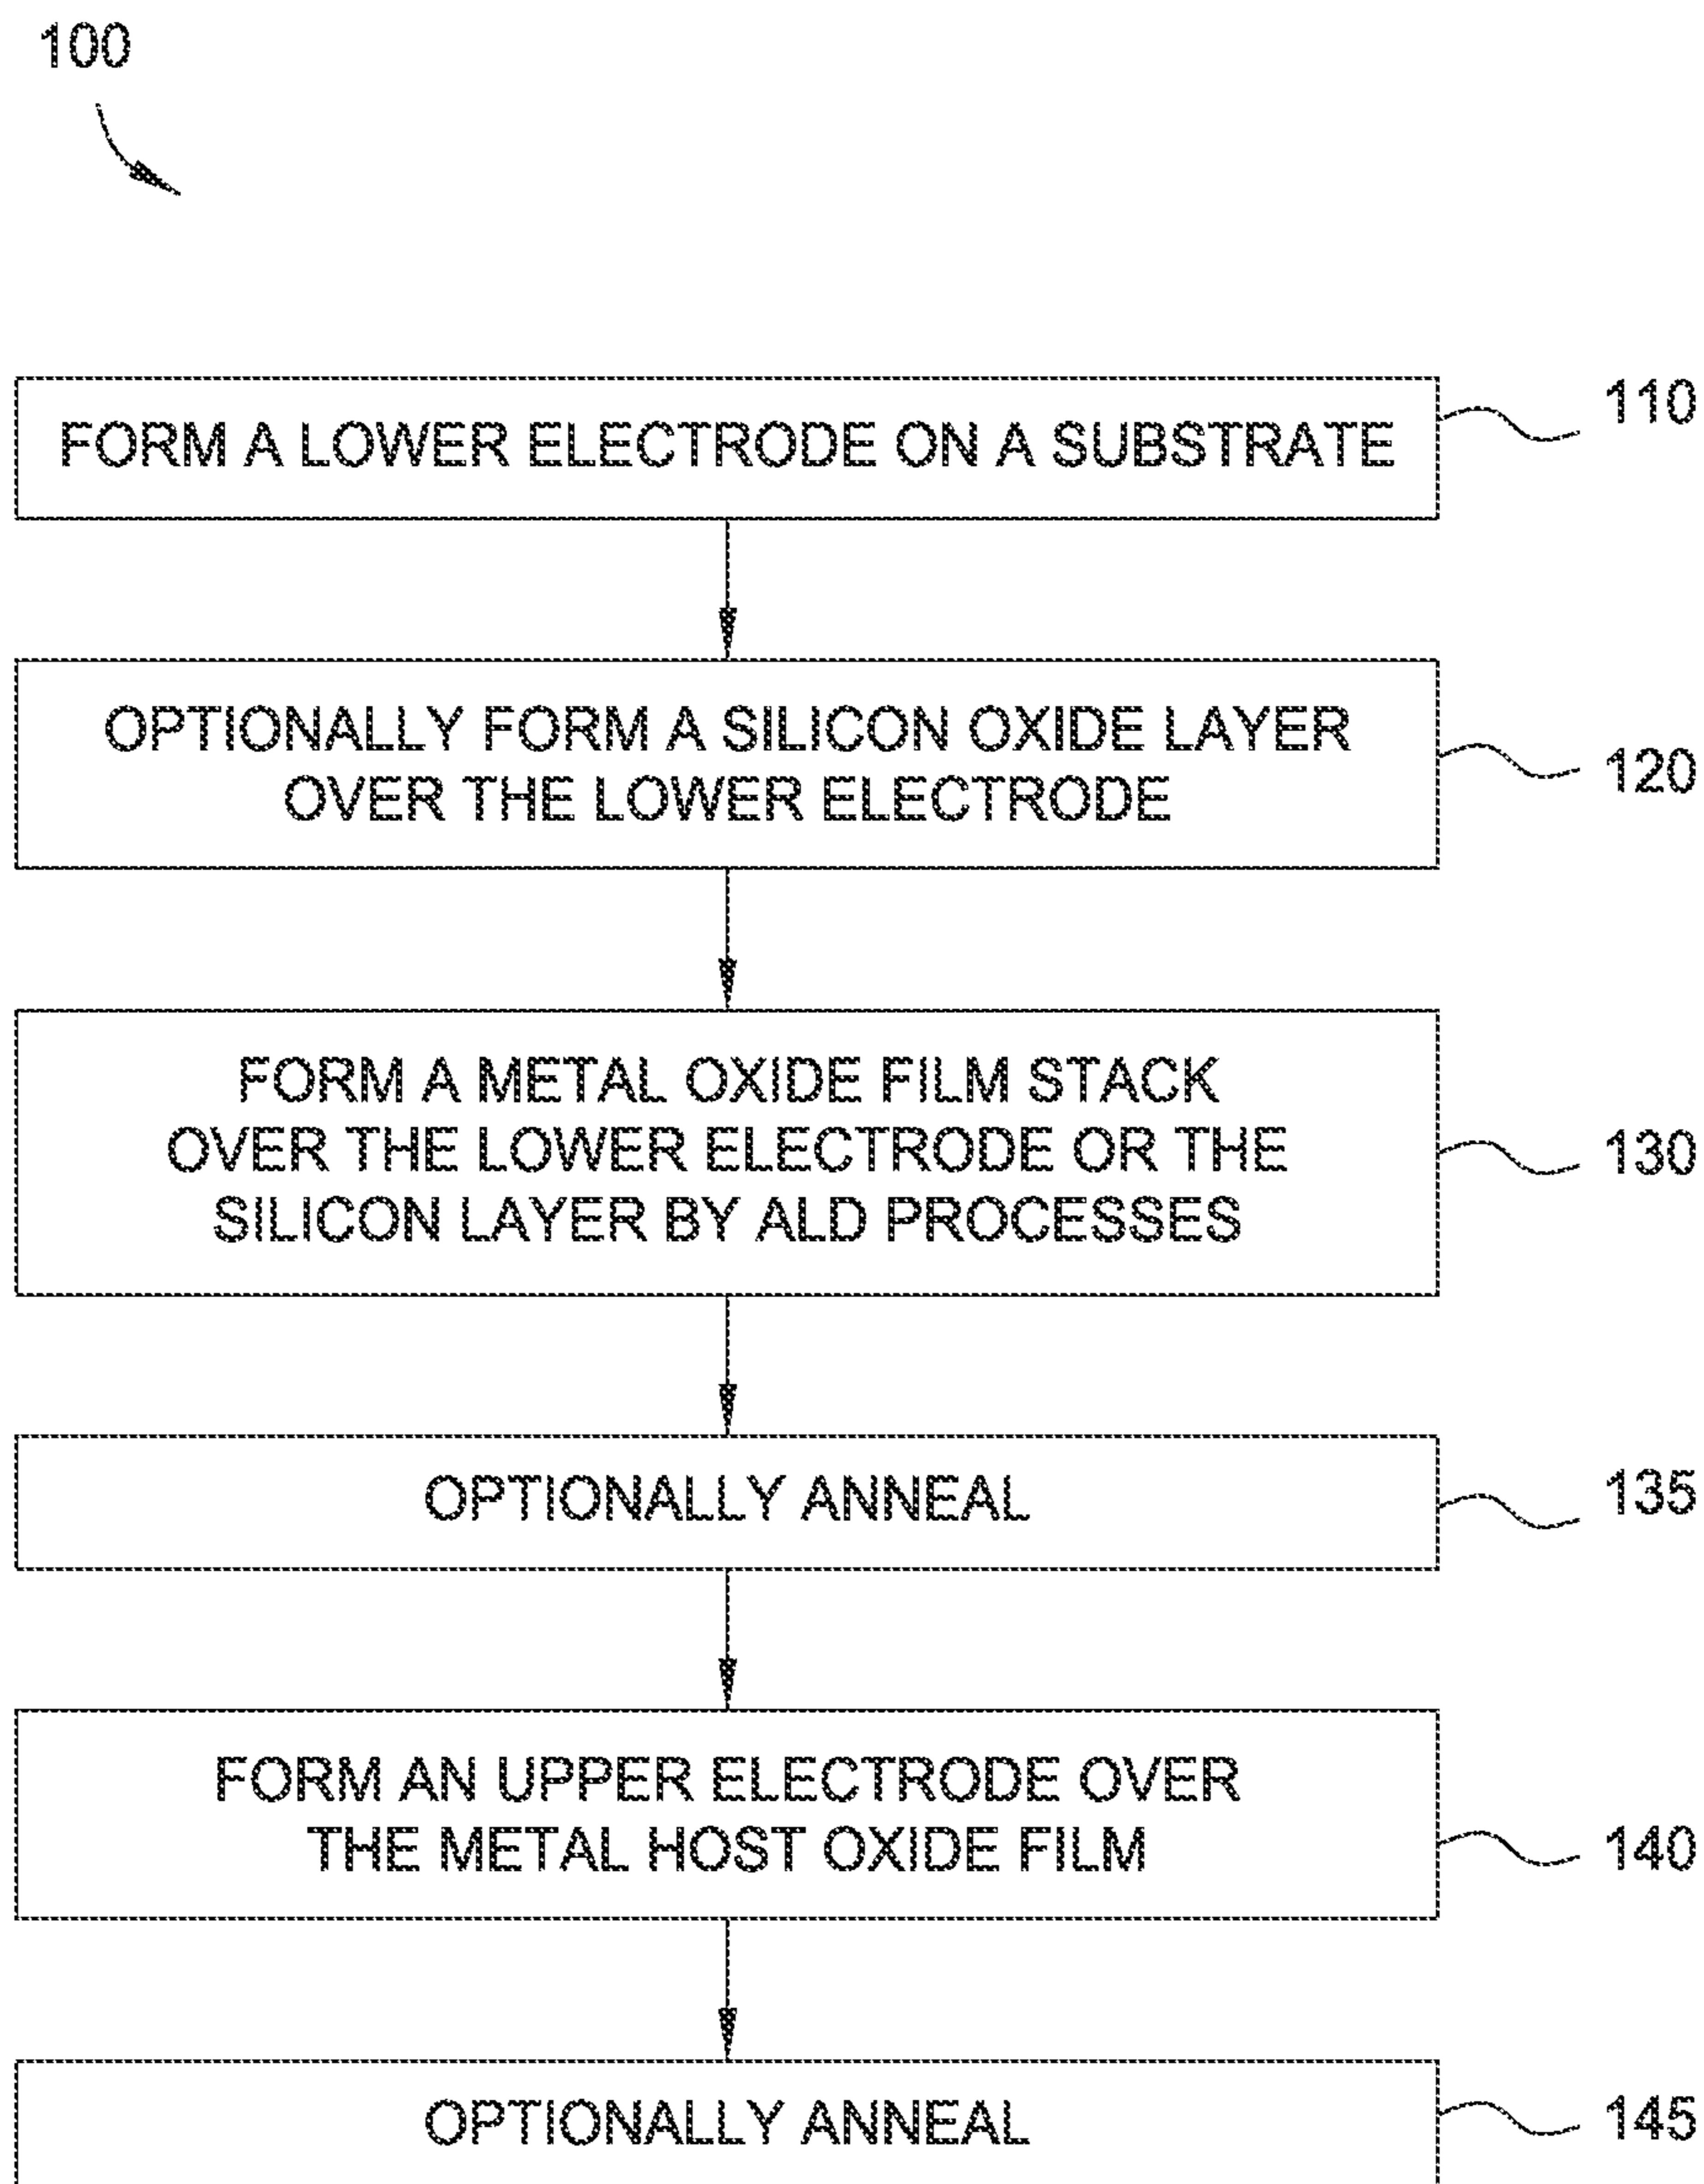 100
FORM A LOWER ELECTRODE ON A SUBSTRATE
110
OPTIONALLY FORM A SILICON OXIDE LAYER
OVER THE LOWER ELECTRODE
120
FORM A METAL OXIDE FILM STACK
OVER THE LOWER ELECTRODE OR THE
SILICON LAYER BY ALD PROCESSES
130
OPTIONALLY ANNEAL
135
FORM AN UPPER ELECTRODE OVER
THE METAL HOST OXIDE FILM
140
OPTIONALLY ANNEAL
145